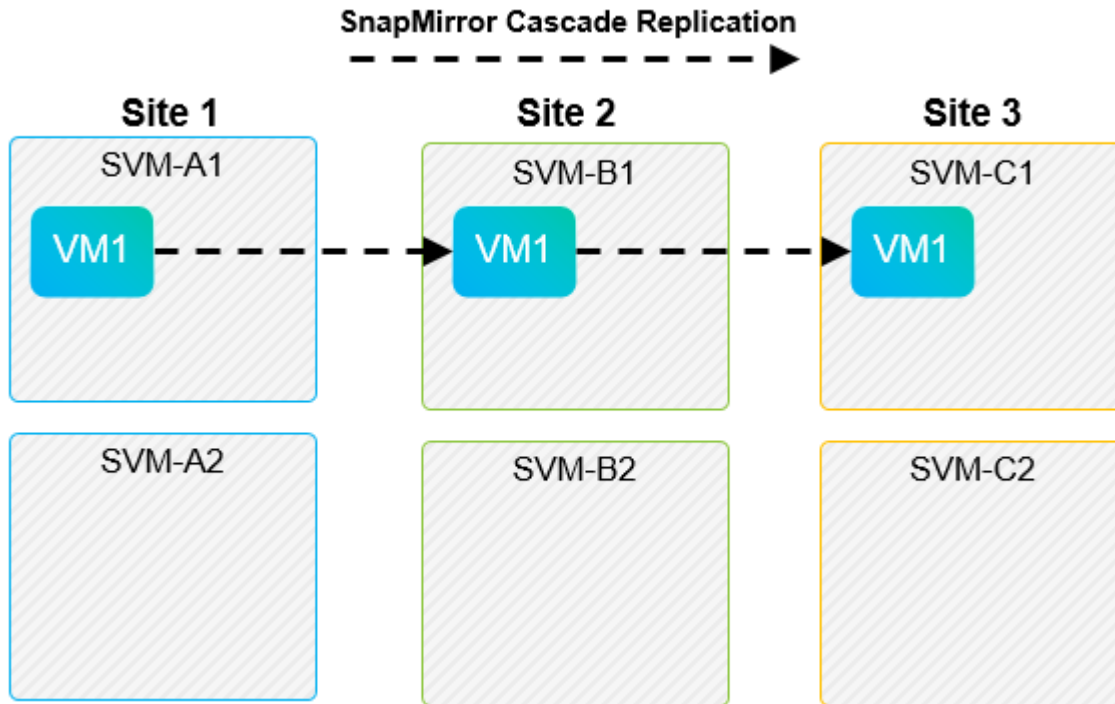 SnapMirror Cascade Replication
Site 1
Site 2
Site 3
SVM-A1
SVM-B1
SVM-C1
VM1
VM1
VM1
SVM-A2
SVM-B2
SVM-C2